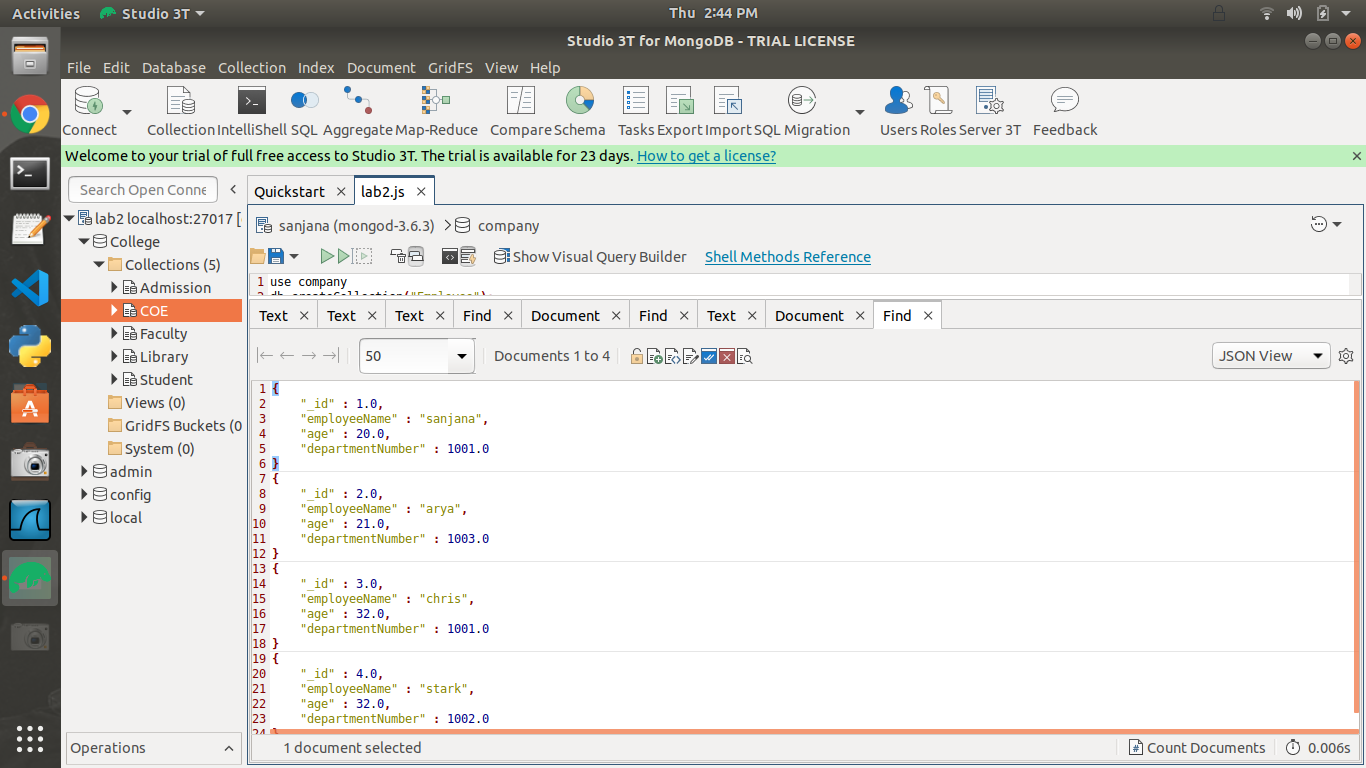 Activities Studio 3T Thu 2:44 PM
Studio 3T for MongoDB - TRIAL LICENSE
File Edit Database Collection Index Document GridFS View Help
Connect Collection IntelliShell SQL Aggregate Map-Reduce Compare Schema Tasks Export Import SQL Migration Users Roles Server 3T Feedback
Welcome to your trial of full free access to Studio 3T. The trial is available for 23 days. How to get a license?
Search Open Conne
Quickstart lab2.js
lab2 localhost:27017 [
College
Collections (5)
Admission
COE
Faculty
Library
Student
Views (0)
GridFS Buckets (0
System (0)
admin
config
local
Operations
sanjana (mongod-3.6.3) > company
Show Visual Query Builder Shell Methods Reference
1 use company
2 db.createCollection("Employee");
Text Text Text Find Document Find Text Document Find
50 Documents 1 to 4 JSON View
1 {
2 "_id" : 1.0,
3 "employeeName" : "sanjana",
4 "age" : 20.0,
5 "departmentNumber" : 1001.0
6 }
7 {
8 "_id" : 2.0,
9 "employeeName" : "arya",
10 "age" : 21.0,
11 "departmentNumber" : 1003.0
12 }
13 {
14 "_id" : 3.0,
15 "employeeName" : "chris",
16 "age" : 32.0,
17 "departmentNumber" : 1001.0
18 }
19 {
20 "_id" : 4.0,
21 "employeeName" : "stark",
22 "age" : 32.0,
23 "departmentNumber" : 1002.0
24 }
1 document selected Count Documents 0.006s